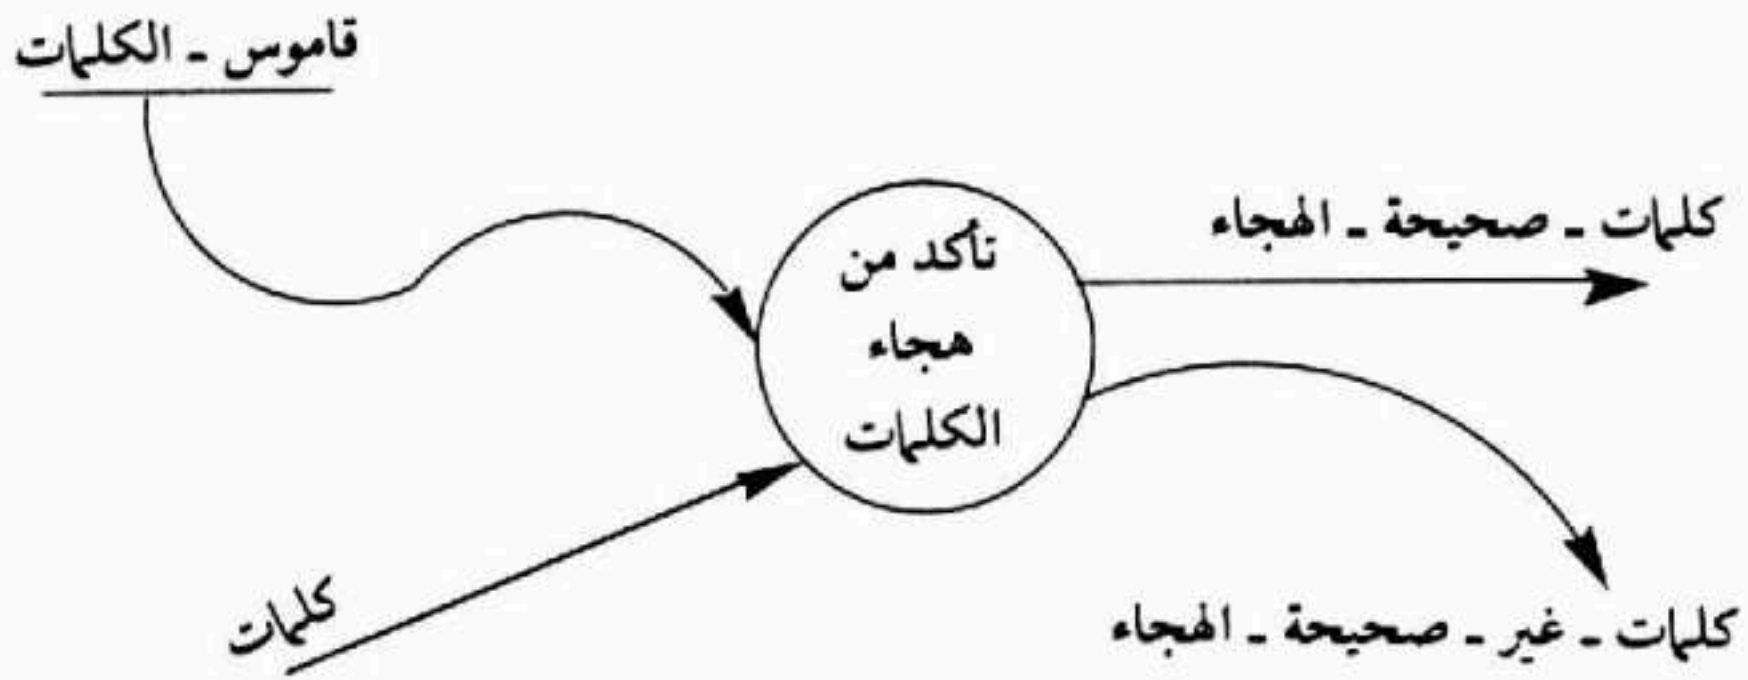 قاموس - الكلمات
كلمات - صحيحة - الهجاء
تأكد من
هجاء
الكلمات
كلمات
كلمات - غير - صحيحة - الهجاء